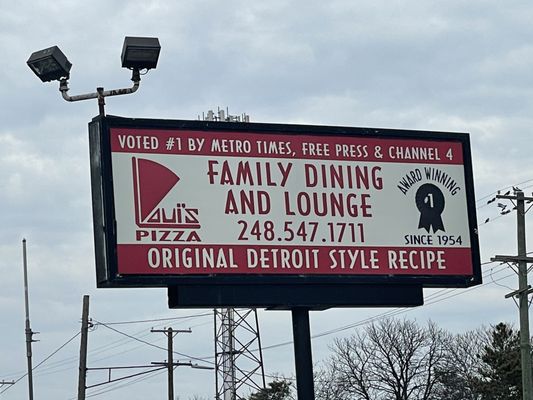 VOTED #1 BY METRO TIMES, FREE PRESS & CHANNEL 4
LOUI'S
PIZZA
FAMILY DINING
AND LOUNGE
248.547.1711
AWARD WINNING
#1
SINCE 1954
ORIGINAL DETROIT STYLE RECIPE